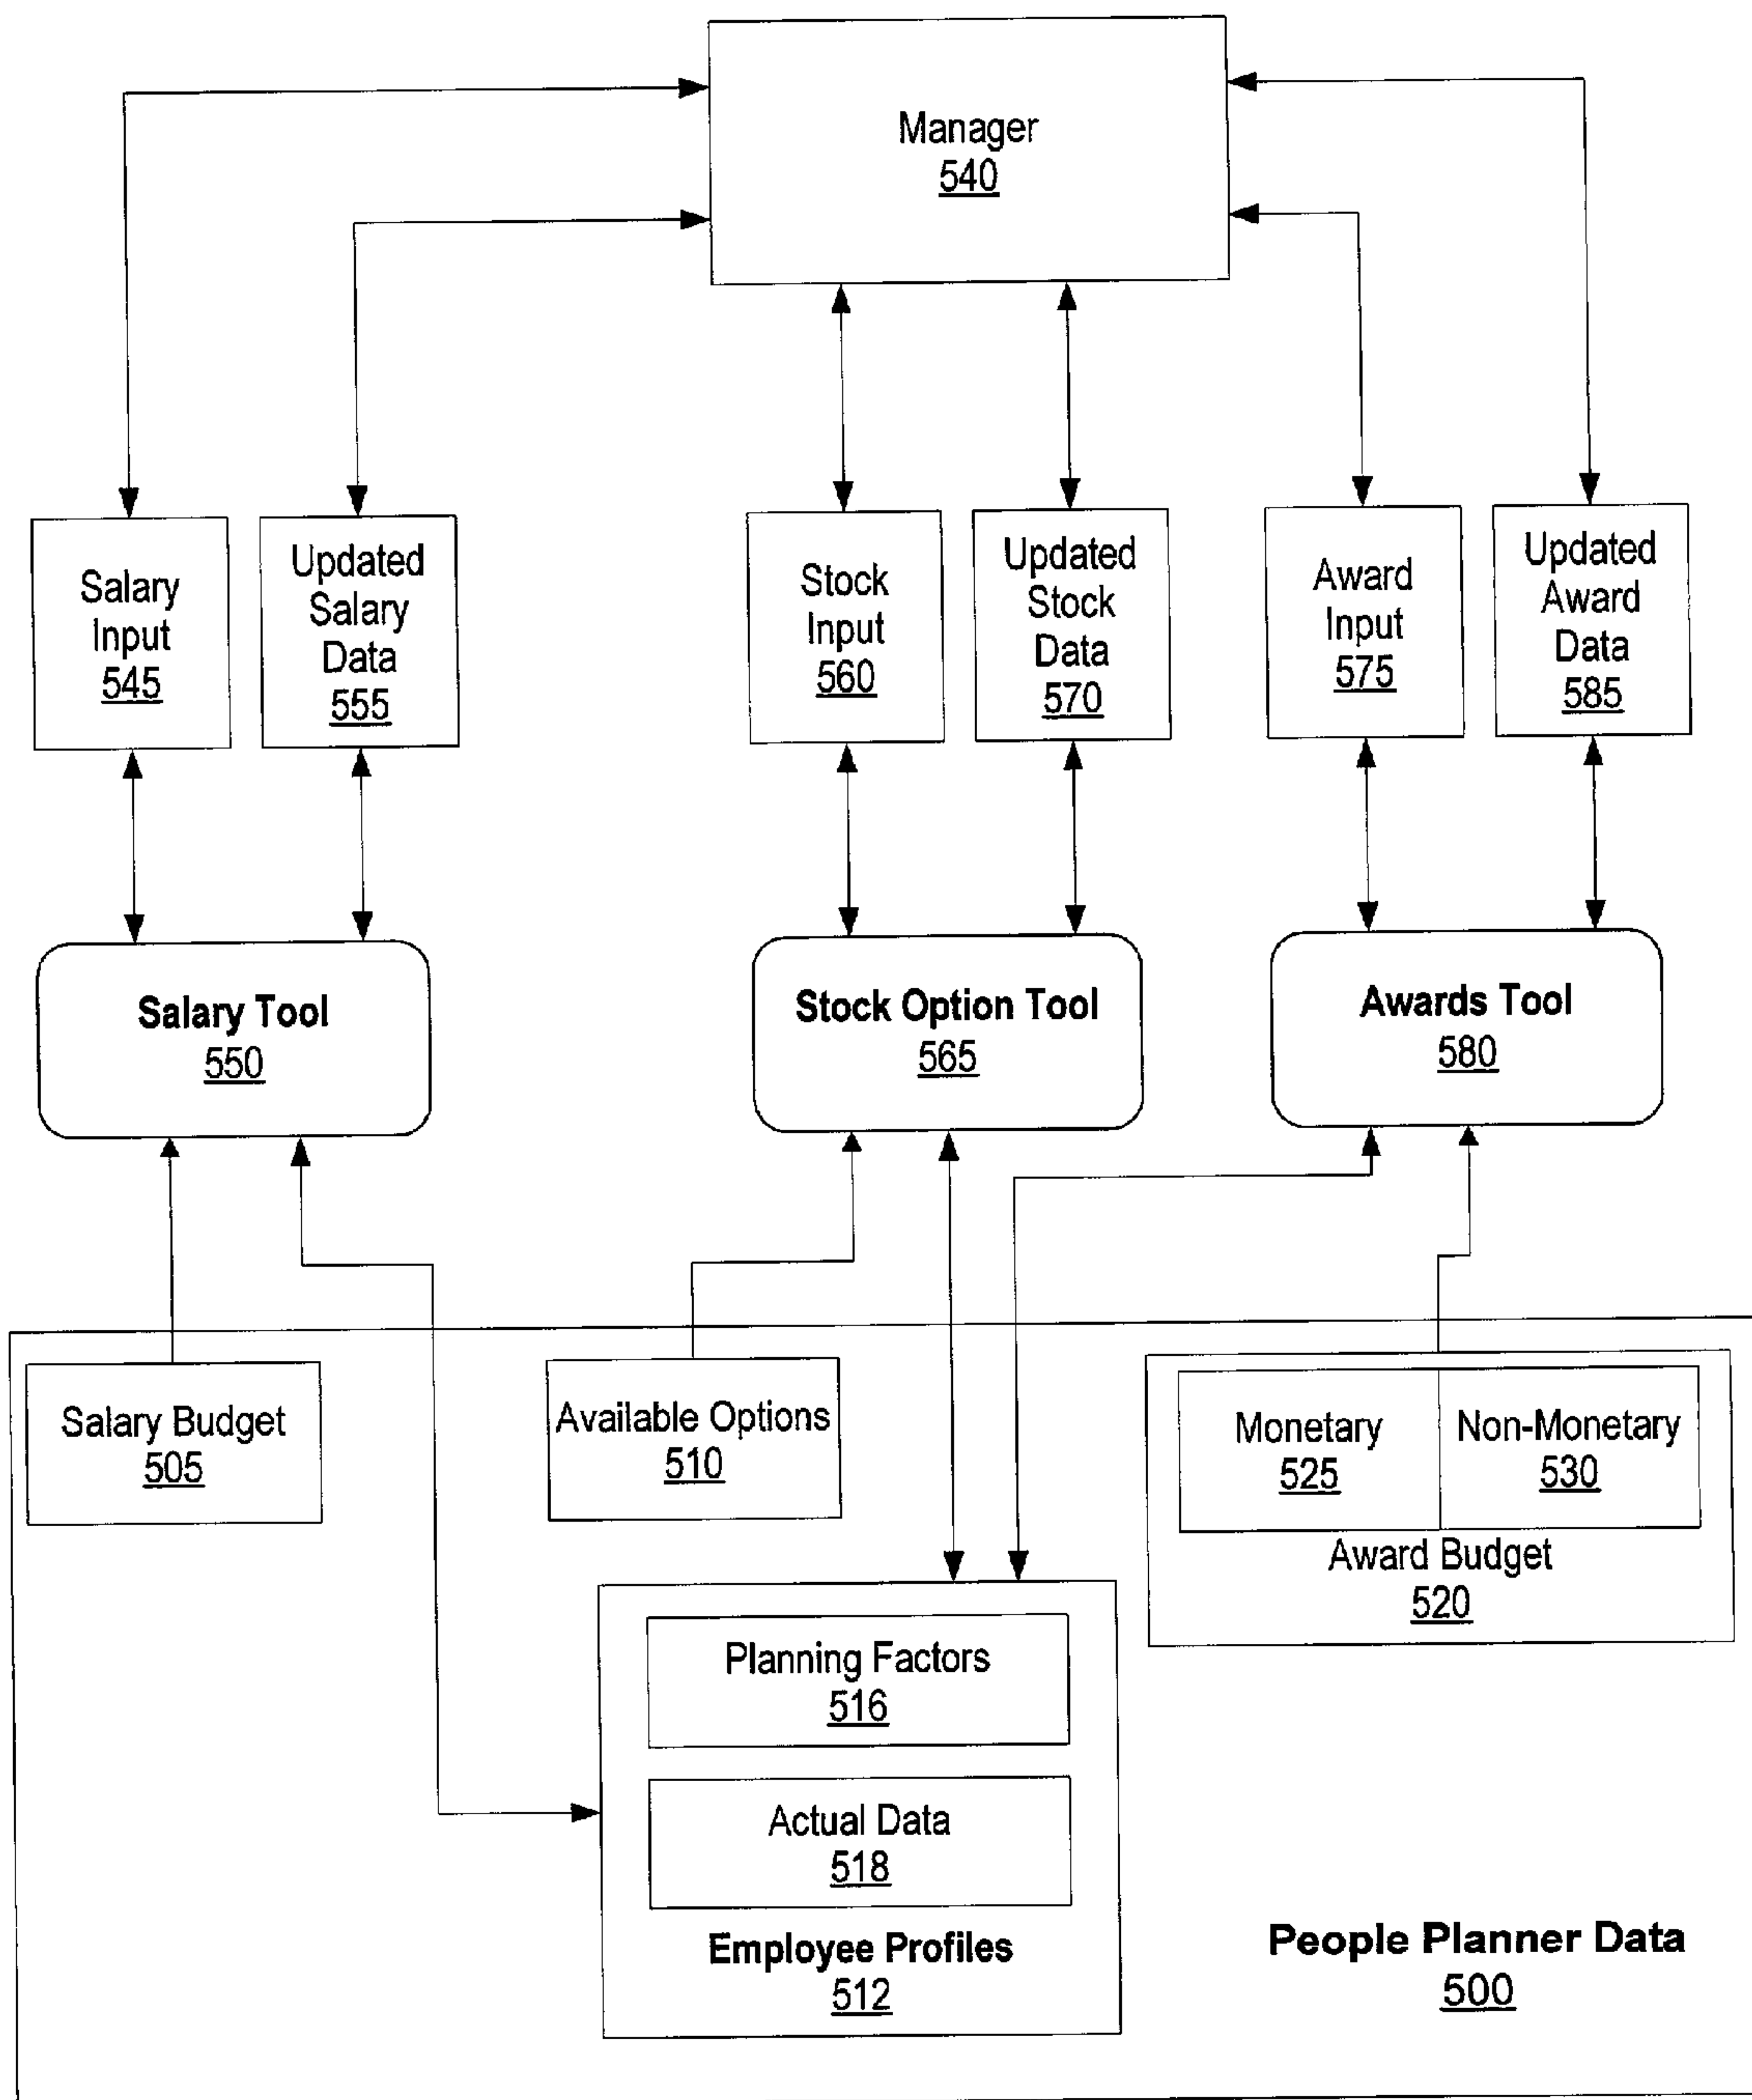 Manager
540
Salary
Input
545
Updated
Salary
Data
555
Stock
Input
560
Updated
Stock
Data
570
Award
Input
575
Updated
Award
Data
585
Salary Tool
550
Stock Option Tool
565
Awards Tool
580
Salary Budget
505
Available Options
510
Monetary
525
Non-Monetary
530
Award Budget
520
Planning Factors
516
Actual Data
518
Employee Profiles
512
People Planner Data
500